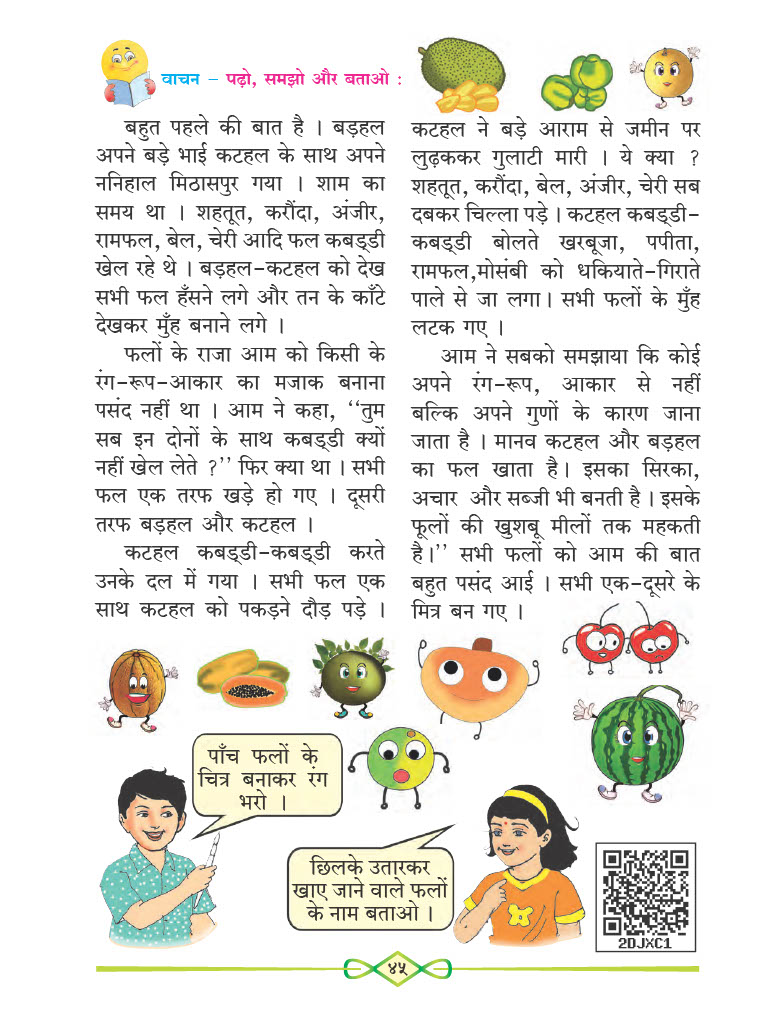 वाचन – पढ़ो, समझो और बताओ :
बहुत पहले की बात है । बड़हल
अपने बड़े भाई कटहल के साथ अपने
ननिहाल मिठासपुर गया । शाम का
समय था । शहतूत, करौंदा, अंजीर,
रामफल, बेल, चेरी आदि फल कबड्डी
खेल रहे थे । बड़हल-कटहल को देख
सभी फल हँसने लगे और तन के काँटे
देखकर मुँह बनाने लगे ।
फलों के राजा आम को किसी के
रंग-रूप-आकार का मजाक बनाना
पसंद नहीं था । आम ने कहा, ‘‘तुम
सब इन दोनों के साथ कबड्डी क्यों
नहीं खेल लेते ?’’ फिर क्या था । सभी
फल एक तरफ खड़े हो गए । दूसरी
तरफ बड़हल और कटहल ।
कटहल कबड्डी-कबड्डी करते
उनके दल में गया । सभी फल एक
साथ कटहल को पकड़ने दौड़ पड़े ।
कटहल ने बड़े आराम से जमीन पर
लुढ़ककर गुलाटी मारी । ये क्या ?
शहतूत, करौंदा, बेल, अंजीर, चेरी सब
दबकर चिल्ला पड़े । कटहल कबड्डी-
कबड्डी बोलते खरबूजा, पपीता,
रामफल,मोसंबी को धकियाते-गिराते
पाले से जा लगा। सभी फलों के मुँह
लटक गए ।
आम ने सबको समझाया कि कोई
अपने रंग-रूप, आकार से नहीं
बल्कि अपने गुणों के कारण जाना
जाता है । मानव कटहल और बड़हल
का फल खाता है। इसका सिरका,
अचार और सब्जी भी बनती है । इसके
फूलों की खुशबू मीलों तक महकती
है।’’ सभी फलों को आम की बात
बहुत पसंद आई । सभी एक-दूसरे के
मित्र बन गए ।
पाँच फलों के
चित्र बनाकर रंग
भरो ।
छिलके उतारकर
खाए जाने वाले फलों
के नाम बताओ ।
2DJXC1
४५